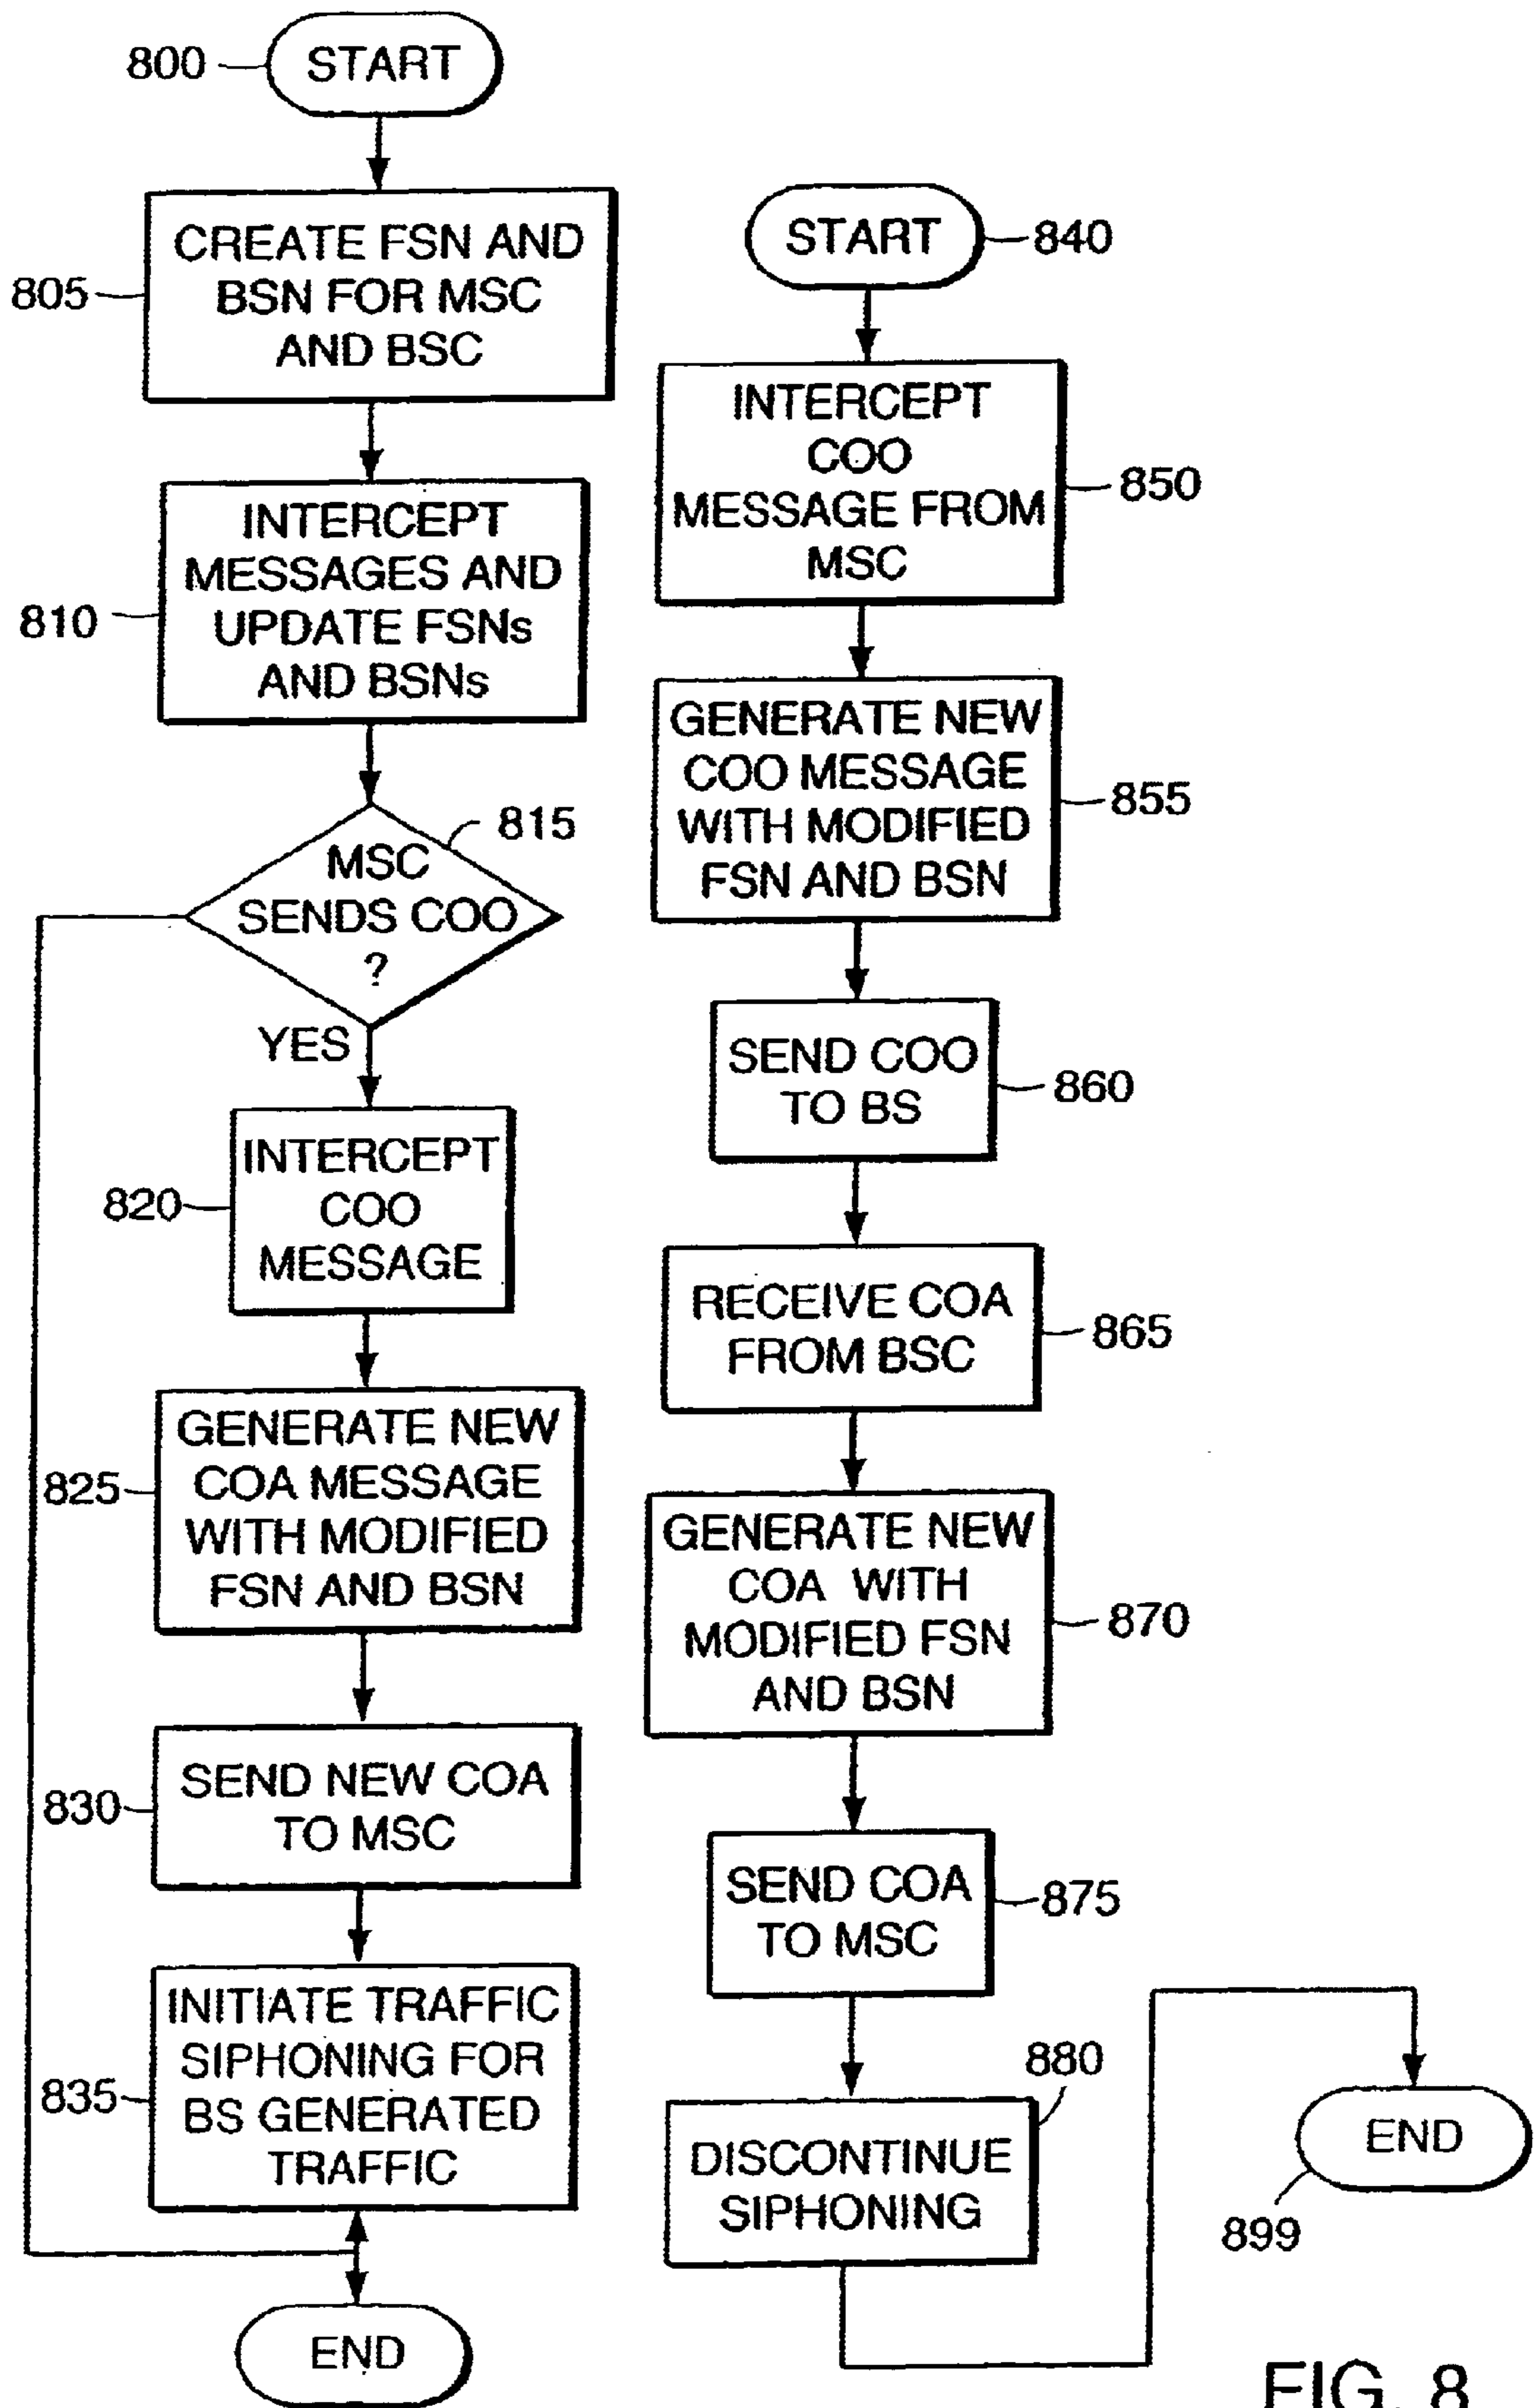 800
START
805
CREATE FSN AND
BSN FOR MSC
AND BSC
810
INTERCEPT
MESSAGES AND
UPDATE FSNs
AND BSNs
815
MSC
SENDS COO
?
YES
820
INTERCEPT
COO
MESSAGE
825
GENERATE NEW
COA MESSAGE
WITH MODIFIED
FSN AND BSN
830
SEND NEW COA
TO MSC
835
INITIATE TRAFFIC
SIPHONING FOR
BS GENERATED
TRAFFIC
END
START
840
INTERCEPT
COO
MESSAGE FROM
MSC
850
GENERATE NEW
COO MESSAGE
WITH MODIFIED
FSN AND BSN
855
SEND COO
TO BS
860
RECEIVE COA
FROM BSC
865
GENERATE NEW
COA WITH
MODIFIED FSN
AND BSN
870
SEND COA
TO MSC
875
880
DISCONTINUE
SIPHONING
END
899
FIG. 8